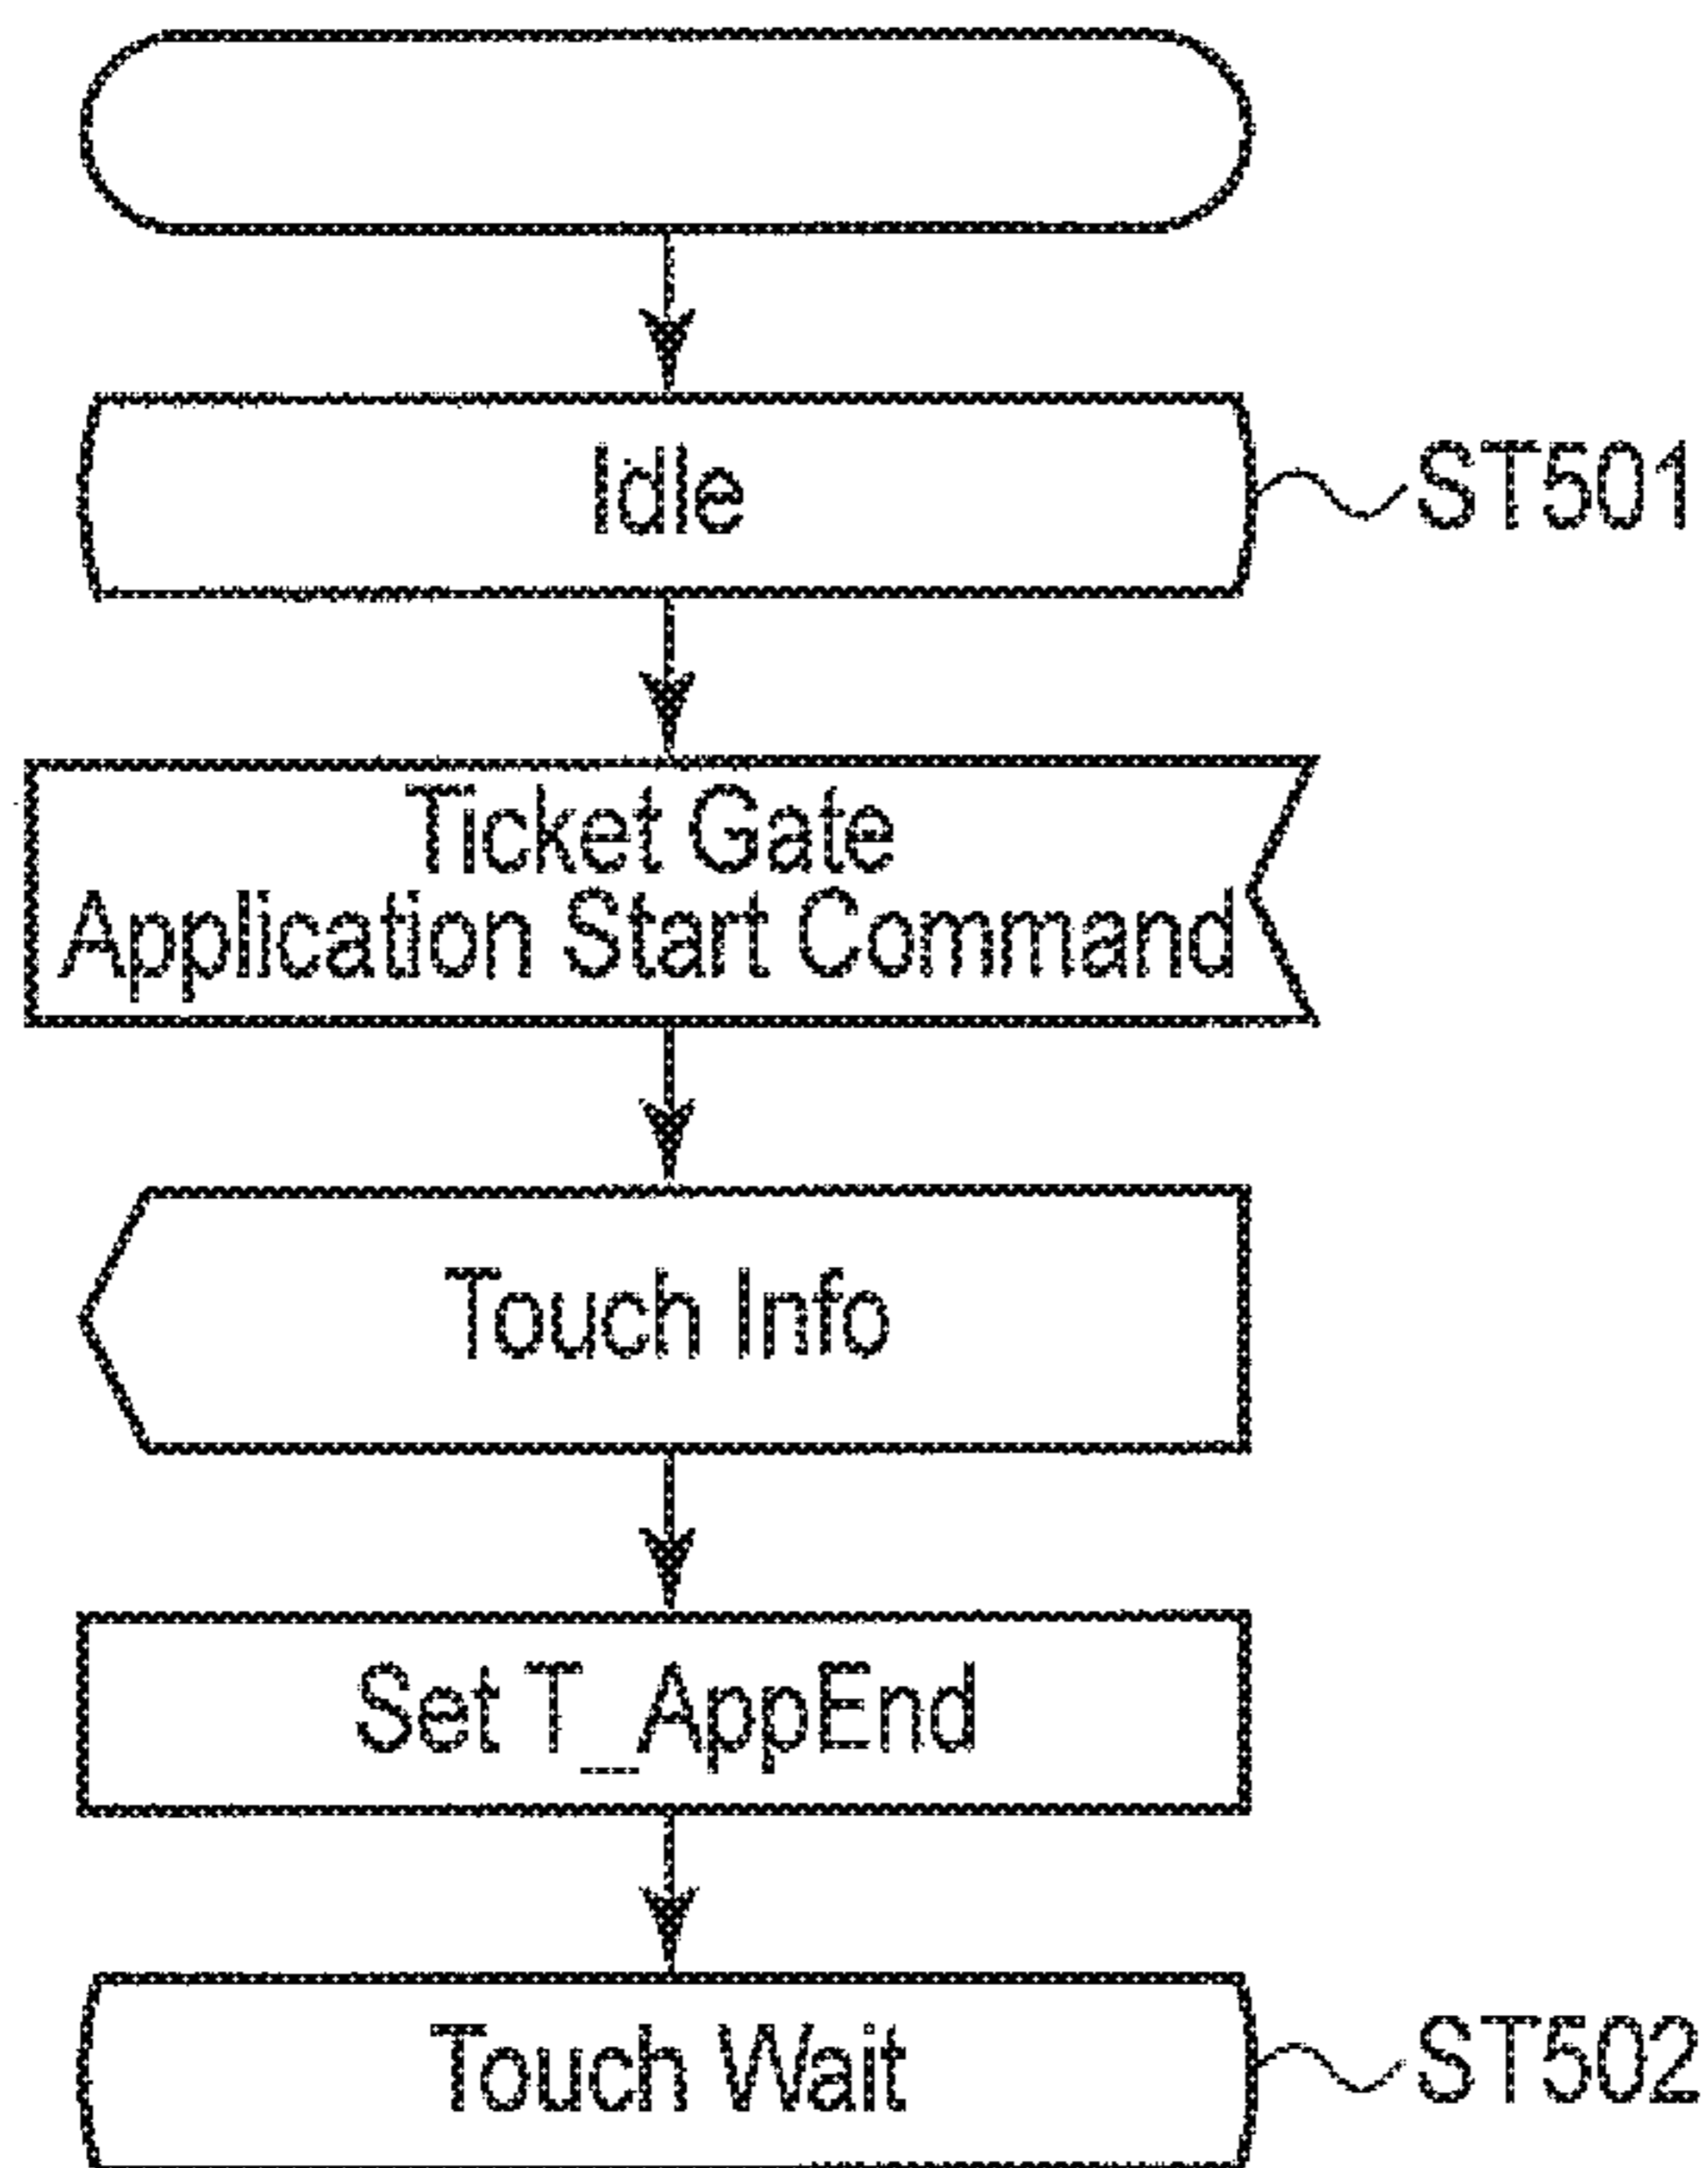 Idle
ST501
Ticket Gate
Application Start Command
Touch Info
Set T_AppEnd
Touch Wait
ST502